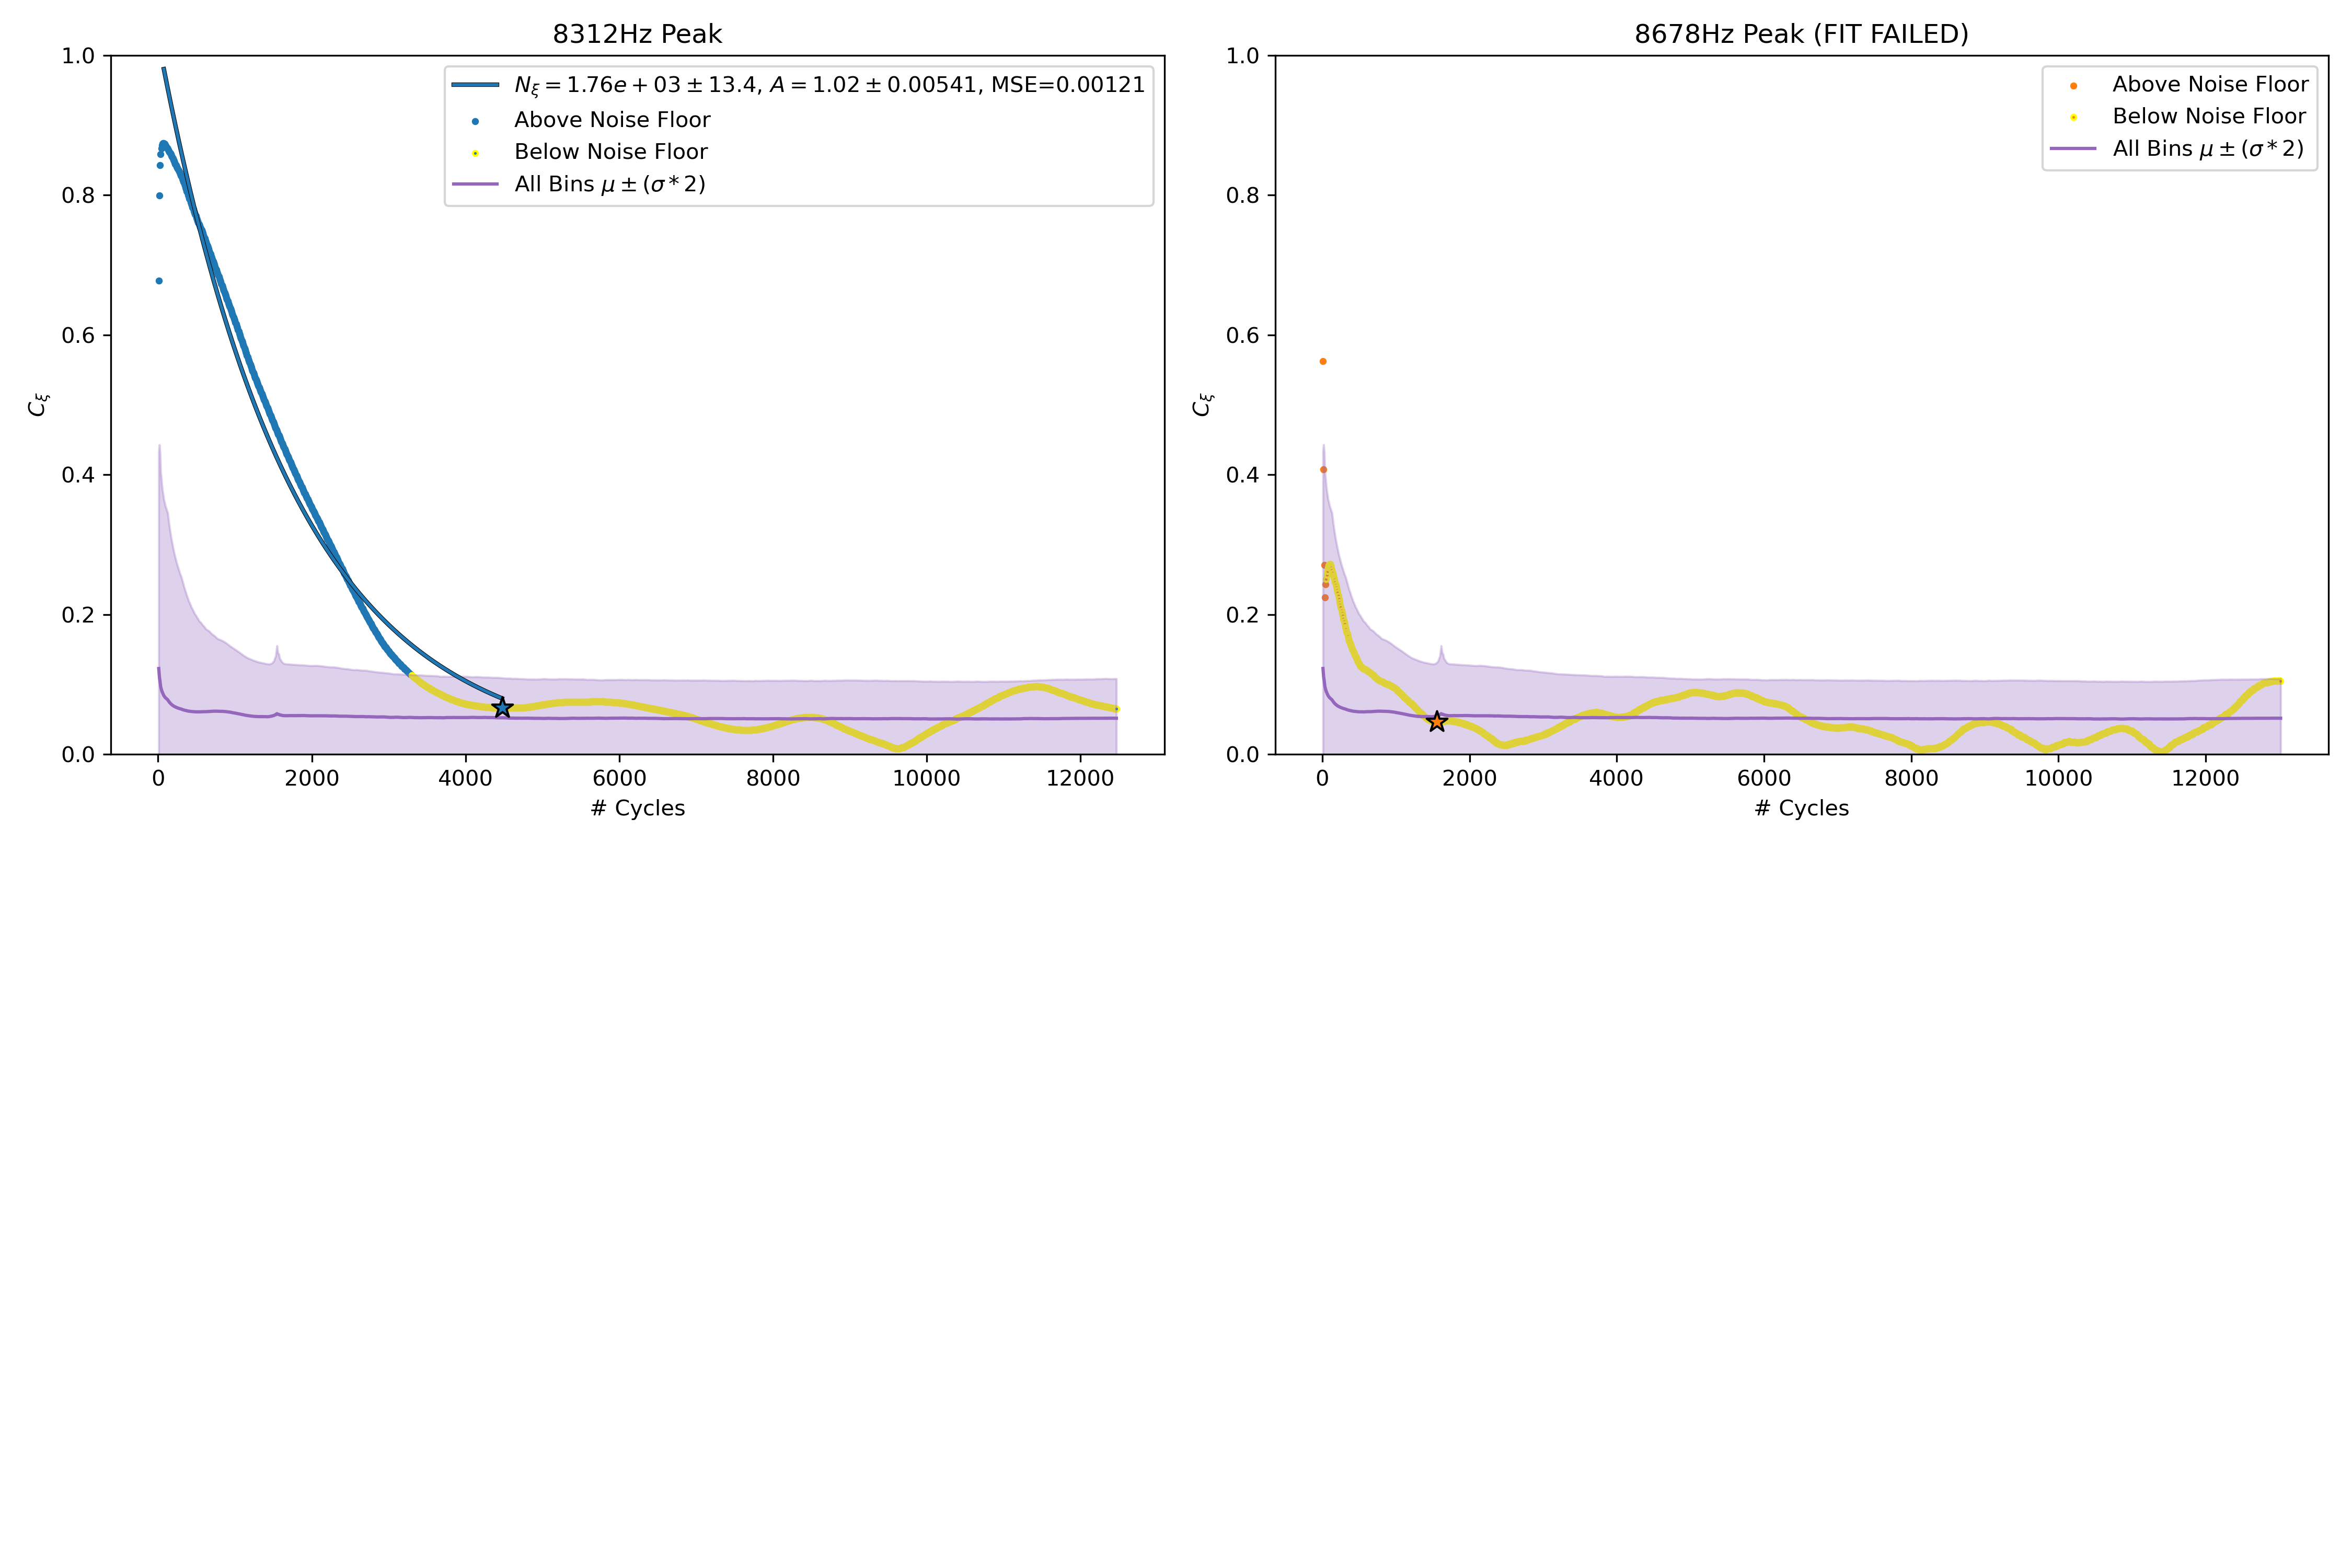 8312Hz Peak
1.0
0.8
0.6
0.4
0.2
0.0
C_ξ
N_ξ = 1.76e + 03 ± 13.4, A = 1.02 ± 0.00541, MSE=0.00121
Above Noise Floor
Below Noise Floor
All Bins μ ± (σ * 2)
0 2000 4000 6000 8000 10000 12000
# Cycles
8678Hz Peak (FIT FAILED)
1.0
0.8
0.6
0.4
0.2
0.0
C_ξ
Above Noise Floor
Below Noise Floor
All Bins μ ± (σ * 2)
0 2000 4000 6000 8000 10000 12000
# Cycles